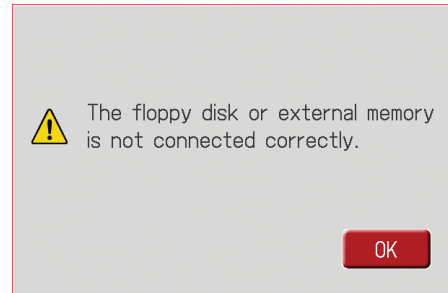 The floppy disk or external memory
is not connected correctly.
OK